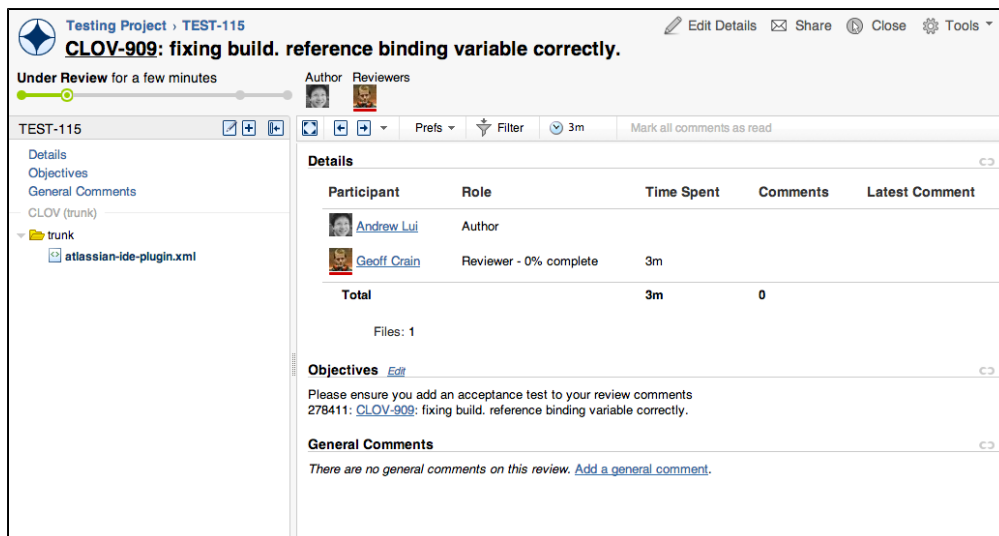 Testing Project › TEST-115
Edit Details Share Close Tools
CLOV-909: fixing build. reference binding variable correctly.
Under Review for a few minutes
Author Reviewers
TEST-115
Prefs Filter 3m Mark all comments as read
Details
Objectives
General Comments
CLOV (trunk)
trunk
atlassian-ide-plugin.xml
Details
Participant Role Time Spent Comments Latest Comment
Andrew Lui Author
Geoff Crain Reviewer - 0% complete 3m
Total 3m 0
Files: 1
Objectives Edit
Please ensure you add an acceptance test to your review comments
278411: CLOV-909: fixing build. reference binding variable correctly.
General Comments
There are no general comments on this review. Add a general comment.